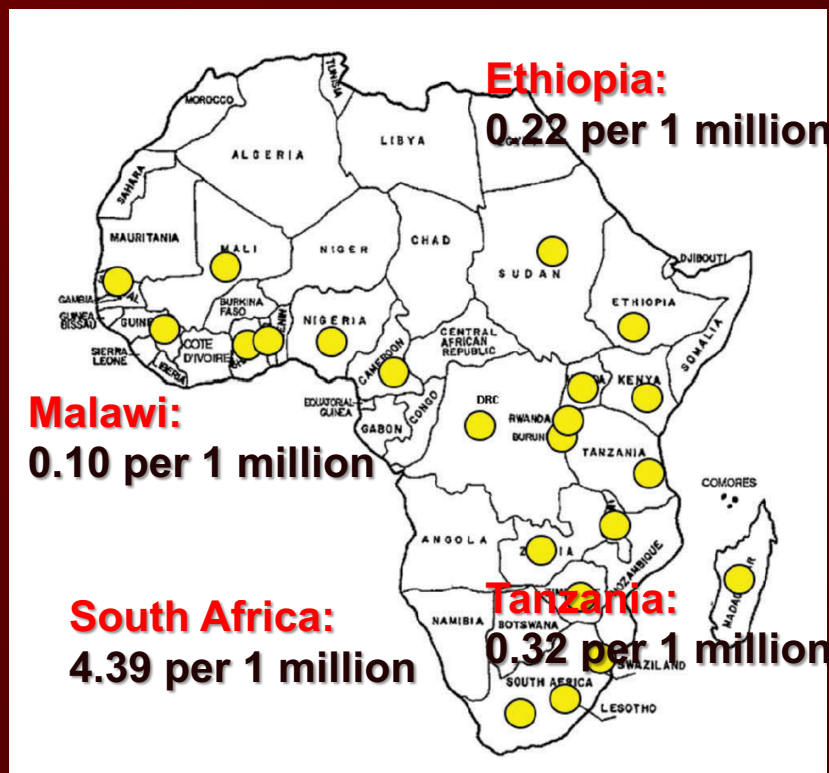 Ethiopia:
0.22 per 1 million
Malawi:
0.10 per 1 million
South Africa:
4.39 per 1 million
Tanzania:
0.32 per 1 million
TUNISIA
MOROCCO
ALGERIA
LIBYA
SAHARA
MAURITANIA
MALI
NIGER
CHAD
SUDAN
DJIBOUTI
ETHIOPIA
SOMALIA
GAMBIA
GUINEA
BISSAU
BURKINA
FASO
NIGERIA
SIERRA
LEONE
LIBERIA
COTE
D'IVOIRE
CAMEROON
CENTRAL
AFRICAN
REPUBLIC
EQUATORIAL
GUINEA
GABON
CONGO
DRC
RWANDA
KENYA
TANZANIA
COMORES
ANGOLA
MOZAMBIQUE
NAMIBIA
BOTSWANA
SWAZILAND
SOUTH AFRICA
LESOTHO